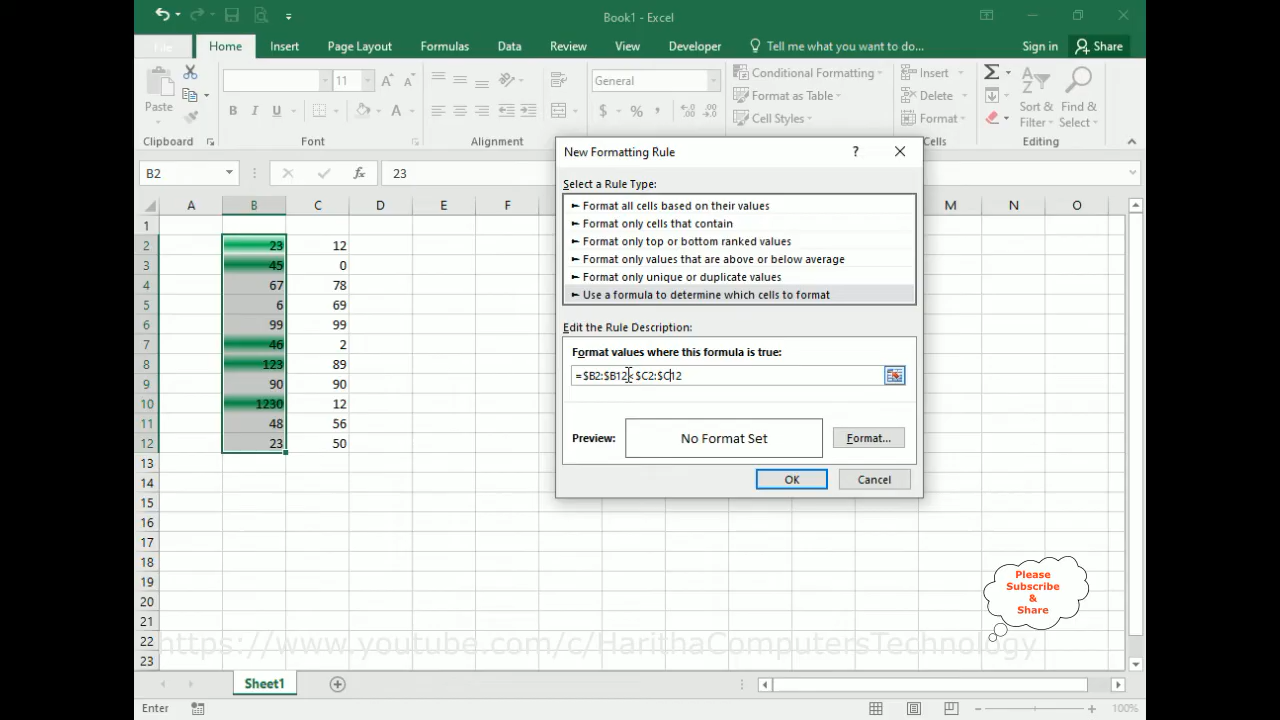 Book1 - Excel
File Home Insert Page Layout Formulas Data Review View Developer Tell me what you want to do... Sign in Share
Paste
B I U
11
General
$ % ,
Conditional Formatting
Format as Table
Cell Styles
Insert
Delete
Format
Sort & Filter
Find & Select
Clipboard Font Alignment Cells Editing
B2 fx 23
A B C D E F M N O
1
2 23 12
3 45 0
4 67 78
5 6 69
6 99 99
7 46 2
8 123 89
9 90 90
10 1230 12
11 48 56
12 23 50
13
14
15
16
17
18
19
20
21
22
23
New Formatting Rule
Select a Rule Type:
► Format all cells based on their values
► Format only cells that contain
► Format only top or bottom ranked values
► Format only values that are above or below average
► Format only unique or duplicate values
► Use a formula to determine which cells to format
Edit the Rule Description:
Format values where this formula is true:
Preview: No Format Set Format...
OK Cancel
Please
Subscribe
&
Share
https://www.youtube.com/c/HarithaComputersTechnology
Sheet1
Enter 100%